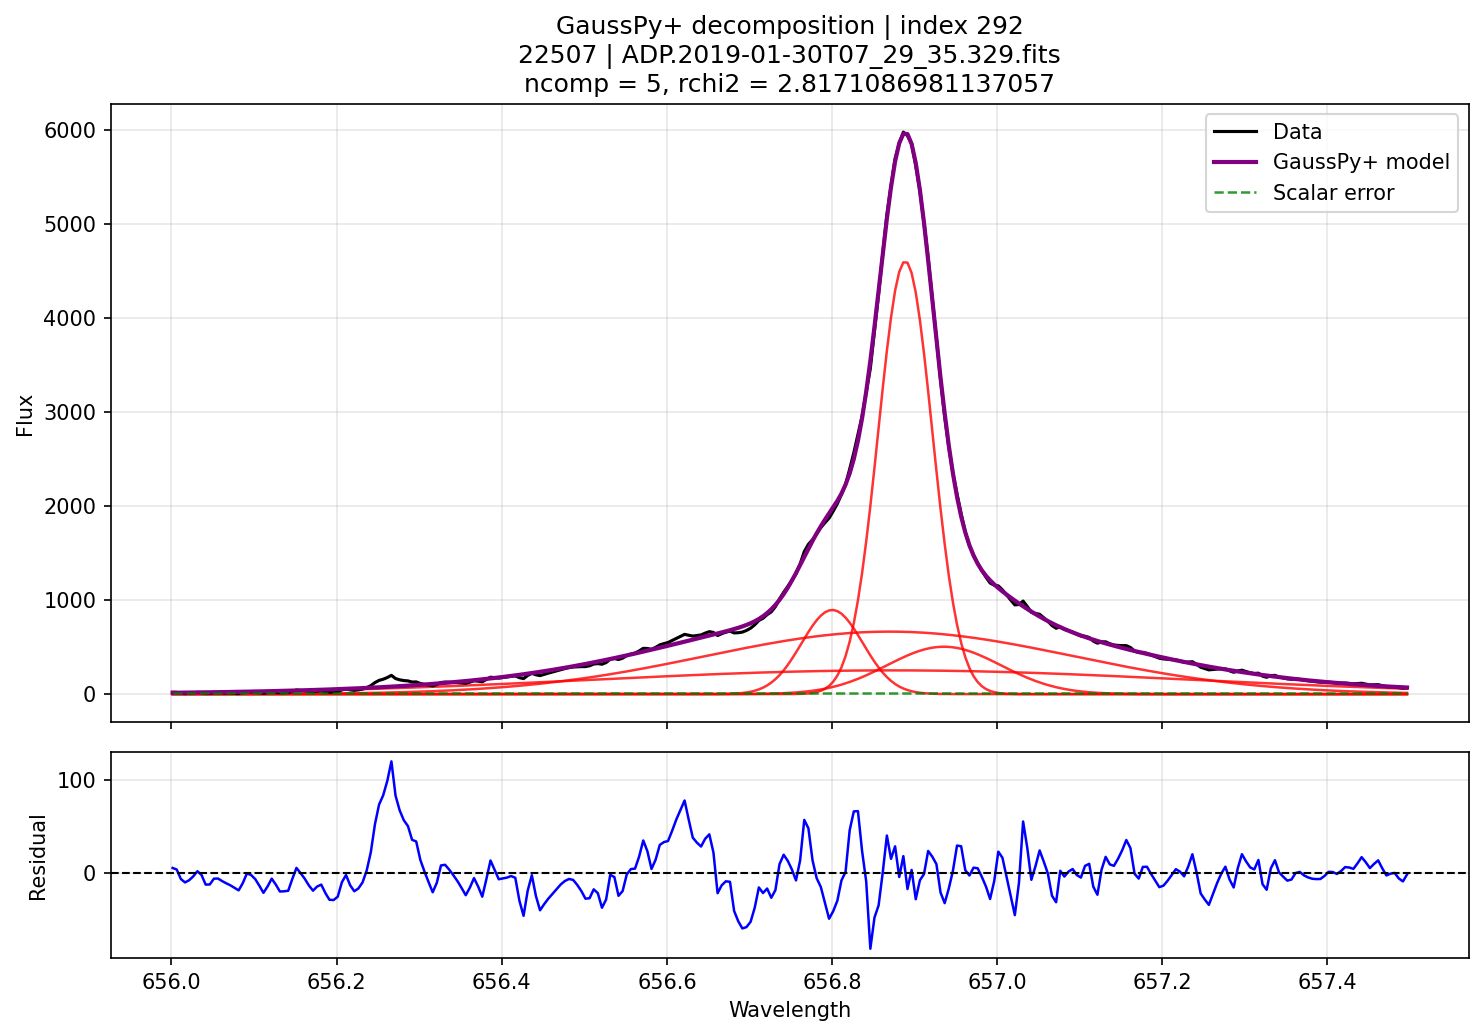 GaussPy+ decomposition | index 292
22507 | ADP.2019-01-30T07_29_35.329.fits
ncomp = 5, rchi2 = 2.8171086981137057
Data
GaussPy+ model
Scalar error
6000
5000
4000
3000
2000
1000
0
Flux
100
0
Residual
656.0 656.2 656.4 656.6 656.8 657.0 657.2 657.4
Wavelength